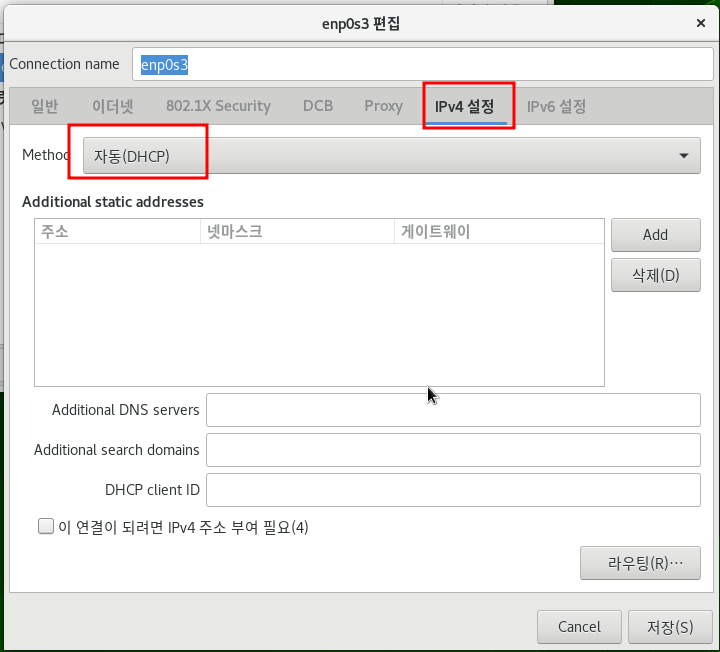 enp0s3 편집
Connection name enp0s3
일반 이더넷 802.1X Security DCB Proxy IPv4 설정 IPv6 설정
Method 자동(DHCP)
Additional static addresses
주소 넷마스크 게이트웨이
Add
삭제(D)
Additional DNS servers
Additional search domains
DHCP client ID
이 연결이 되려면 IPv4 주소 부여 필요(4)
라우팅(R)…
Cancel 저장(S)